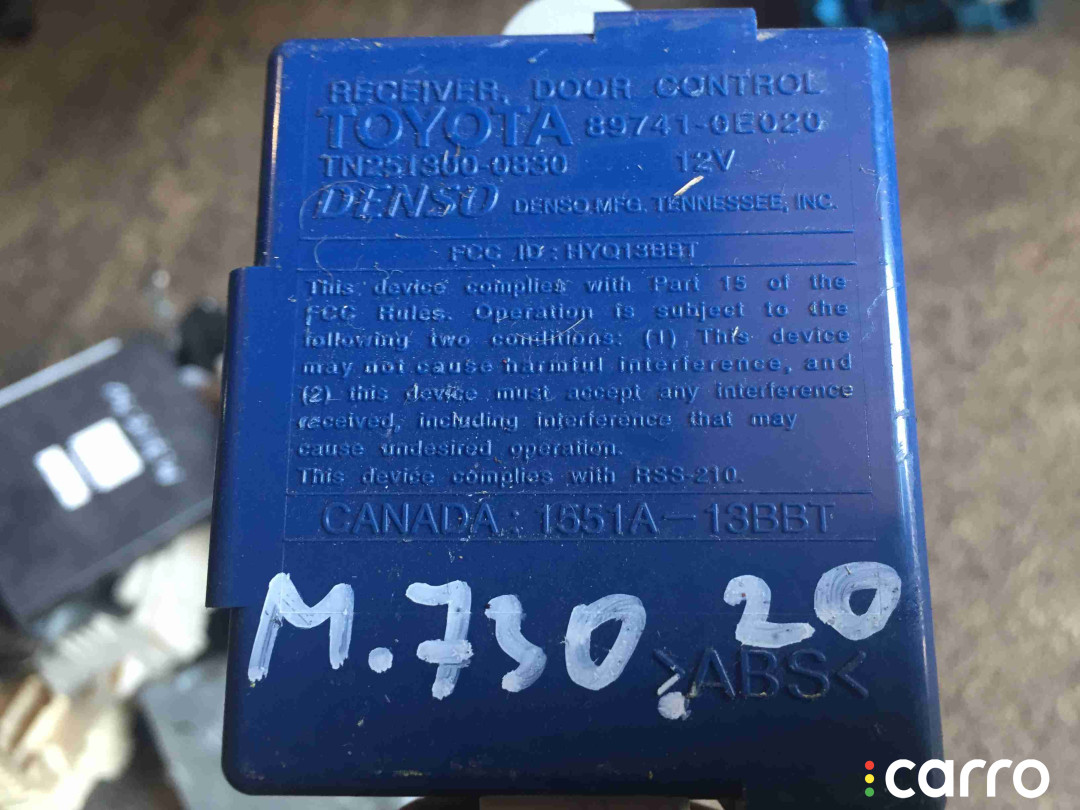 RECEIVER, DOOR CONTROL
TOYOTA 89741-0E020
TN251300-0830 12V
DENSO DENSO MFG. TENNESSEE, INC.
FCC ID : HYQ13BBT
This device complies with Part 15 of the
FCC Rules. Operation is subject to the
following two conditions: (1) This device
may not cause harmful interference, and
(2) this device must accept any interference
received, including interference that may
cause undesired operation.
This device complies with RSS-210.
CANADA : 1551A-13BBT
M.730.20
>ABS<
carro